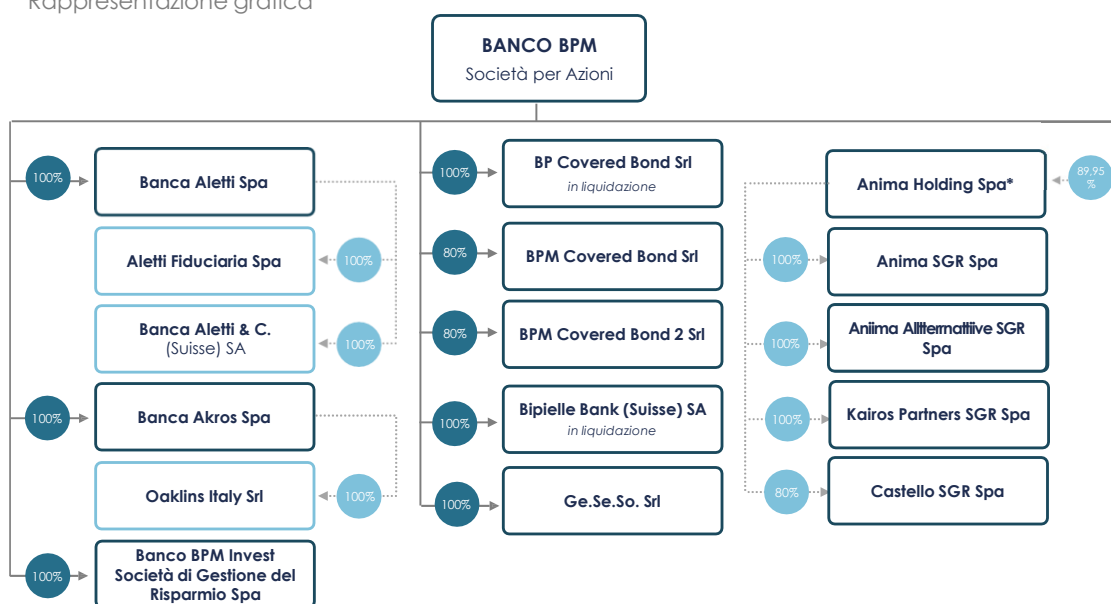 Rappresentazione grafica
BANCO BPM
Società per Azioni
100%
Banca Aletti Spa
Aletti Fiduciaria Spa
100%
Banca Aletti & C.
(Suisse) SA
100%
100%
Banca Akros Spa
Oaklins Italy Srl
100%
100%
Banco BPM Invest
Società di Gestione del
Risparmio Spa
100%
BP Covered Bond Srl
in liquidazione
80%
BPM Covered Bond Srl
80%
BPM Covered Bond 2 Srl
100%
Bipielle Bank (Suisse) SA
in liquidazione
100%
Ge.Se.So. Srl
Anima Holding Spa*
89,95
%
100%
Anima SGR Spa
100%
Aniima Allltternattiive SGR
Spa
100%
Kairos Partners SGR Spa
80%
Castello SGR Spa